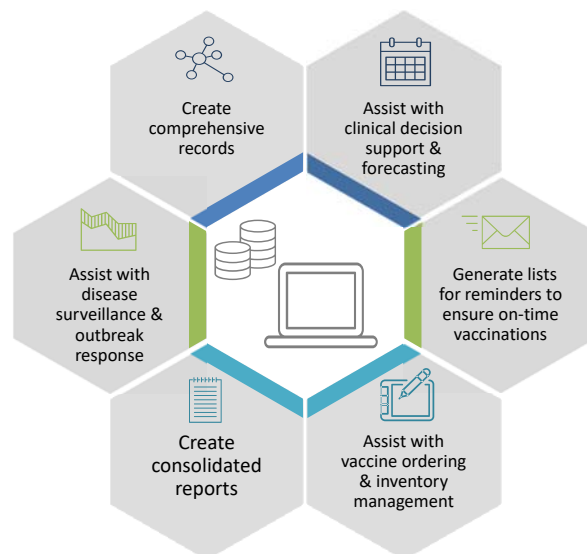 Create
comprehensive
records
Assist with
clinical decision
support &
forecasting
Assist with
disease
surveillance &
outbreak
response
Generate lists
for reminders to
ensure on-time
vaccinations
Create
consolidated
reports
Assist with
vaccine ordering
& inventory
management